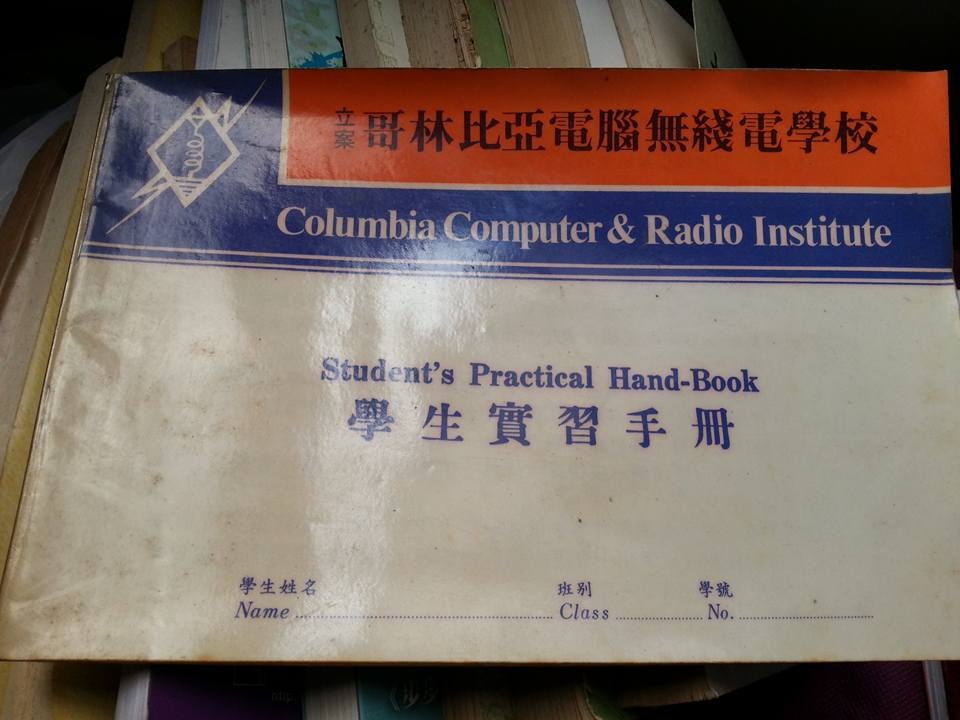 立案 哥林比亞電腦無綫電學校
Columbia Computer & Radio Institute
Student's Practical Hand-Book
學生實習手冊
學生姓名 班別 學號
Name Class No.